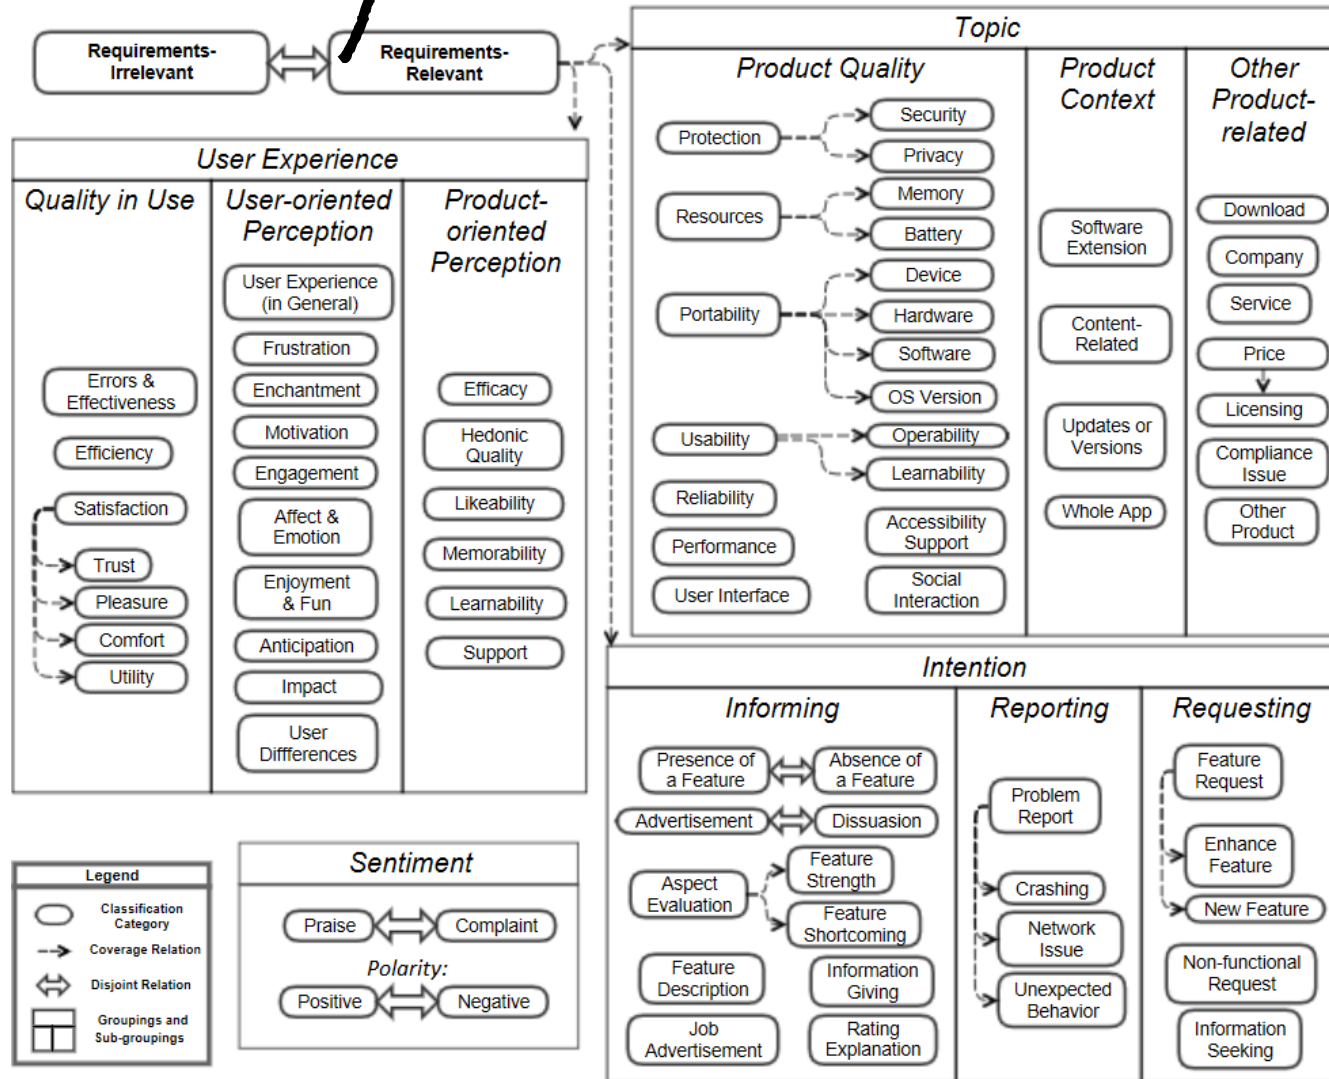 Requirements-
Irrelevant
Requirements-
Relevant
Topic
Product Quality
Product
Context
Other
Product-
related
Protection
Security
Privacy
Resources
Memory
Battery
Portability
Device
Hardware
Software
OS Version
Usability
Operability
Learnability
Reliability
Performance
User Interface
Accessibility
Support
Social
Interaction
Software
Extension
Content-
Related
Updates or
Versions
Whole App
Download
Company
Service
Price
Licensing
Compliance
Issue
Other
Product
User Experience
Quality in Use
User-oriented
Perception
Product-
oriented
Perception
Errors &
Effectiveness
Efficiency
Satisfaction
Trust
Pleasure
Comfort
Utility
User Experience
(in General)
Frustration
Enchantment
Motivation
Engagement
Affect &
Emotion
Enjoyment
& Fun
Anticipation
Impact
User
Diffferences
Efficacy
Hedonic
Quality
Likeability
Memorability
Learnability
Support
Intention
Informing
Reporting
Requesting
Presence of
a Feature
Absence of
a Feature
Advertisement
Dissuasion
Aspect
Evaluation
Feature
Strength
Feature
Shortcoming
Feature
Description
Information
Giving
Job
Advertisement
Rating
Explanation
Problem
Report
Crashing
Network
Issue
Unexpected
Behavior
Feature
Request
Enhance
Feature
New Feature
Non-functional
Request
Information
Seeking
Sentiment
Praise
Complaint
Polarity:
Positive
Negative
Legend
Classification
Category
Coverage Relation
Disjoint Relation
Groupings and
Sub-groupings